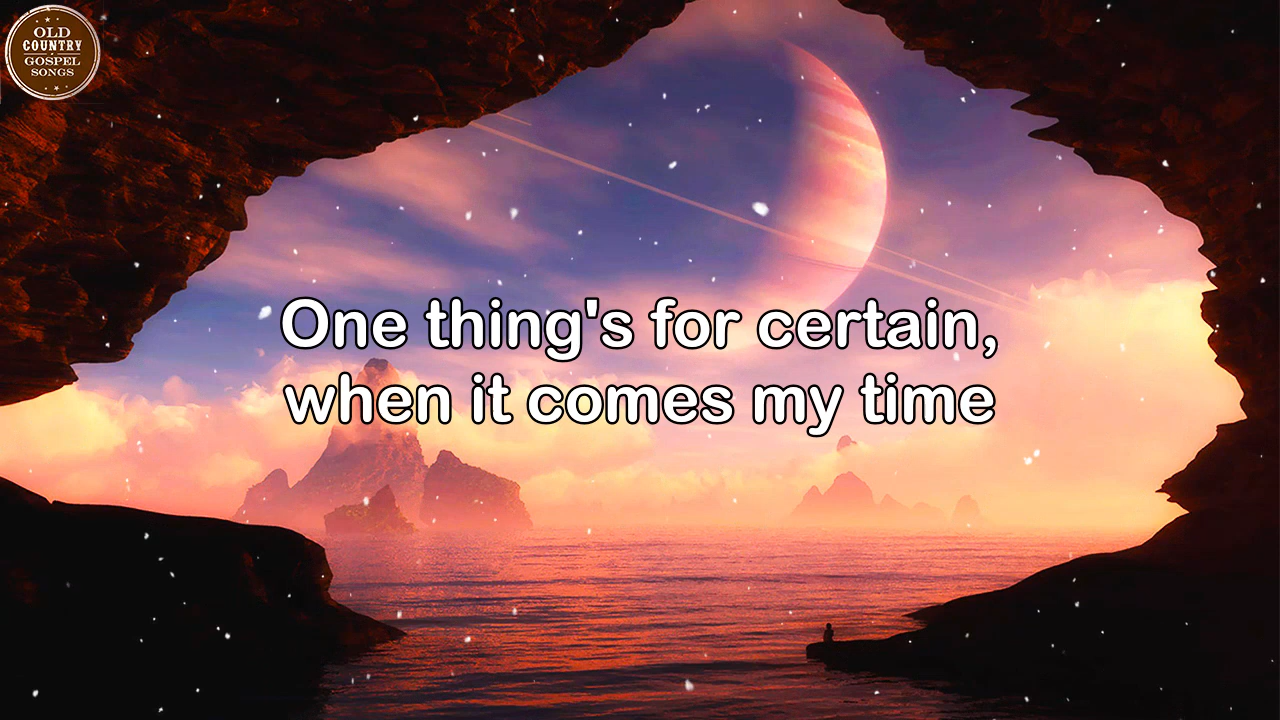 OLD
COUNTRY
GOSPEL
SONGS
One thing's for certain,
when it comes my time